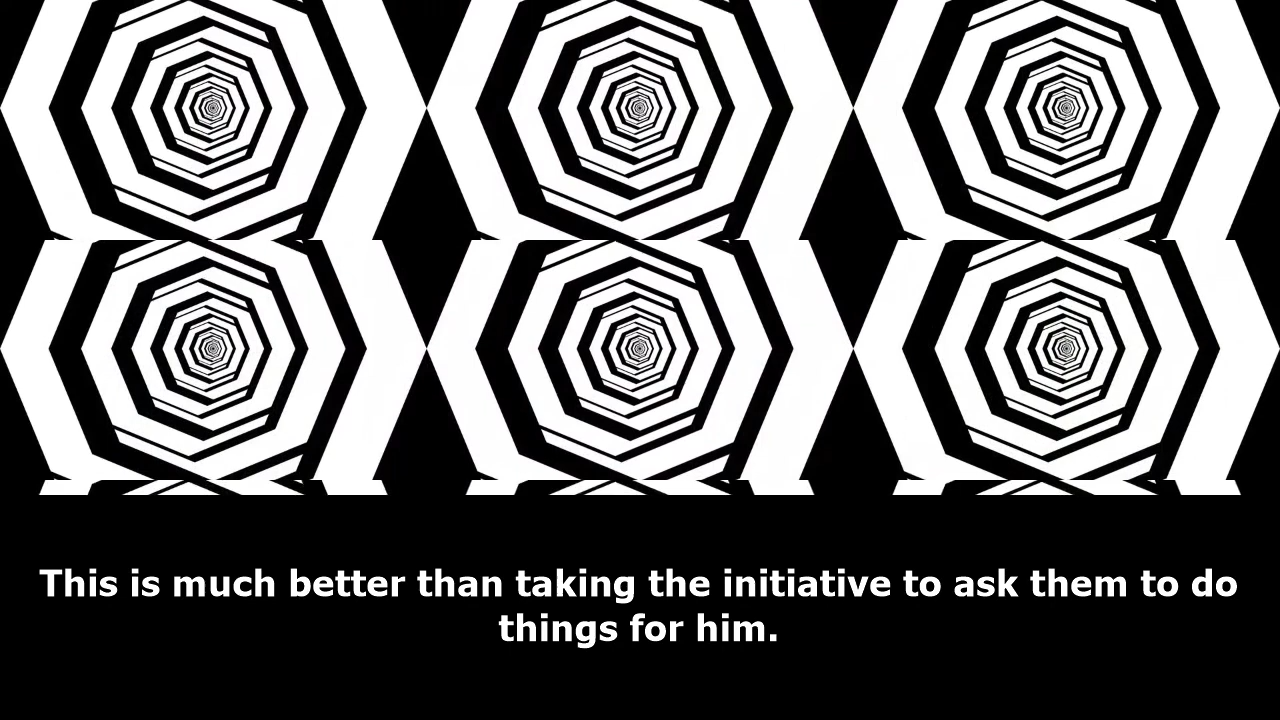 This is much better than taking the initiative to ask them to do
things for him.